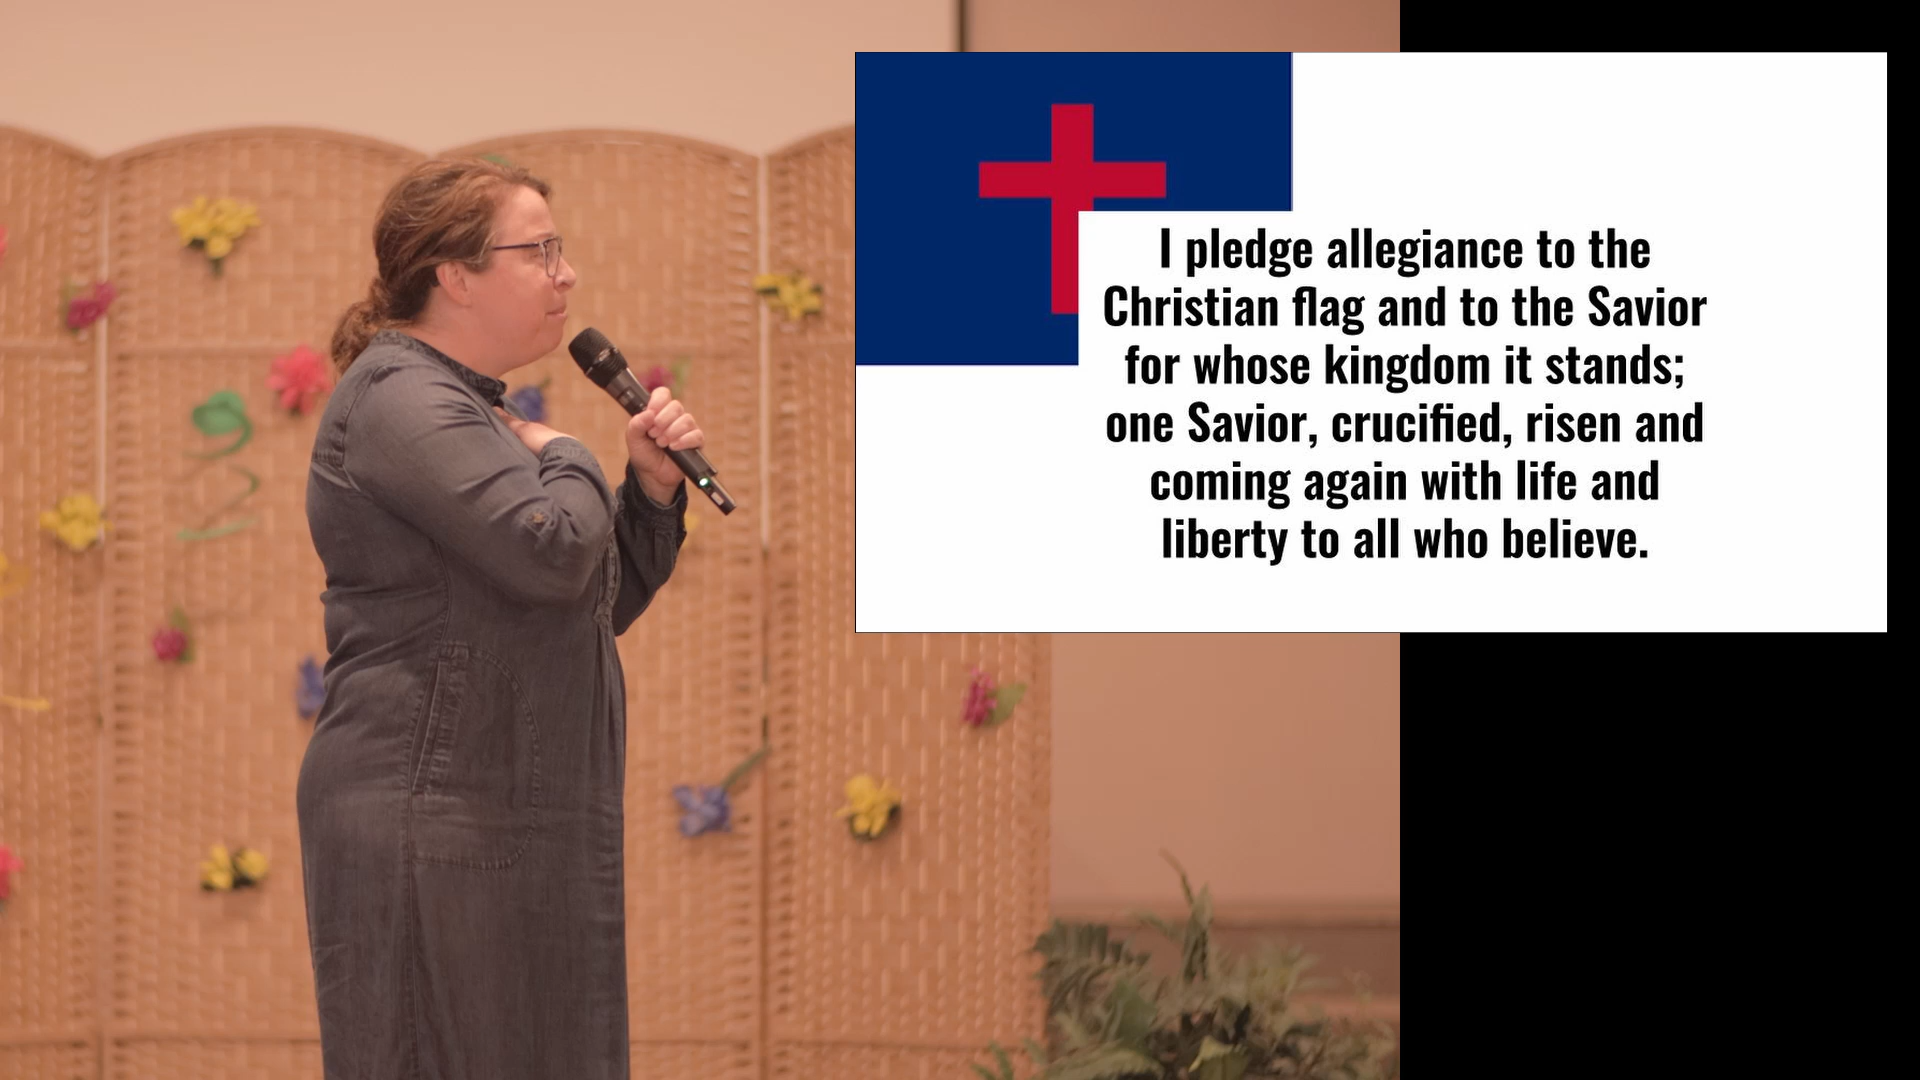 I pledge allegiance to the
Christian flag and to the Savior
for whose kingdom it stands;
one Savior, crucified, risen and
coming again with life and
liberty to all who believe.